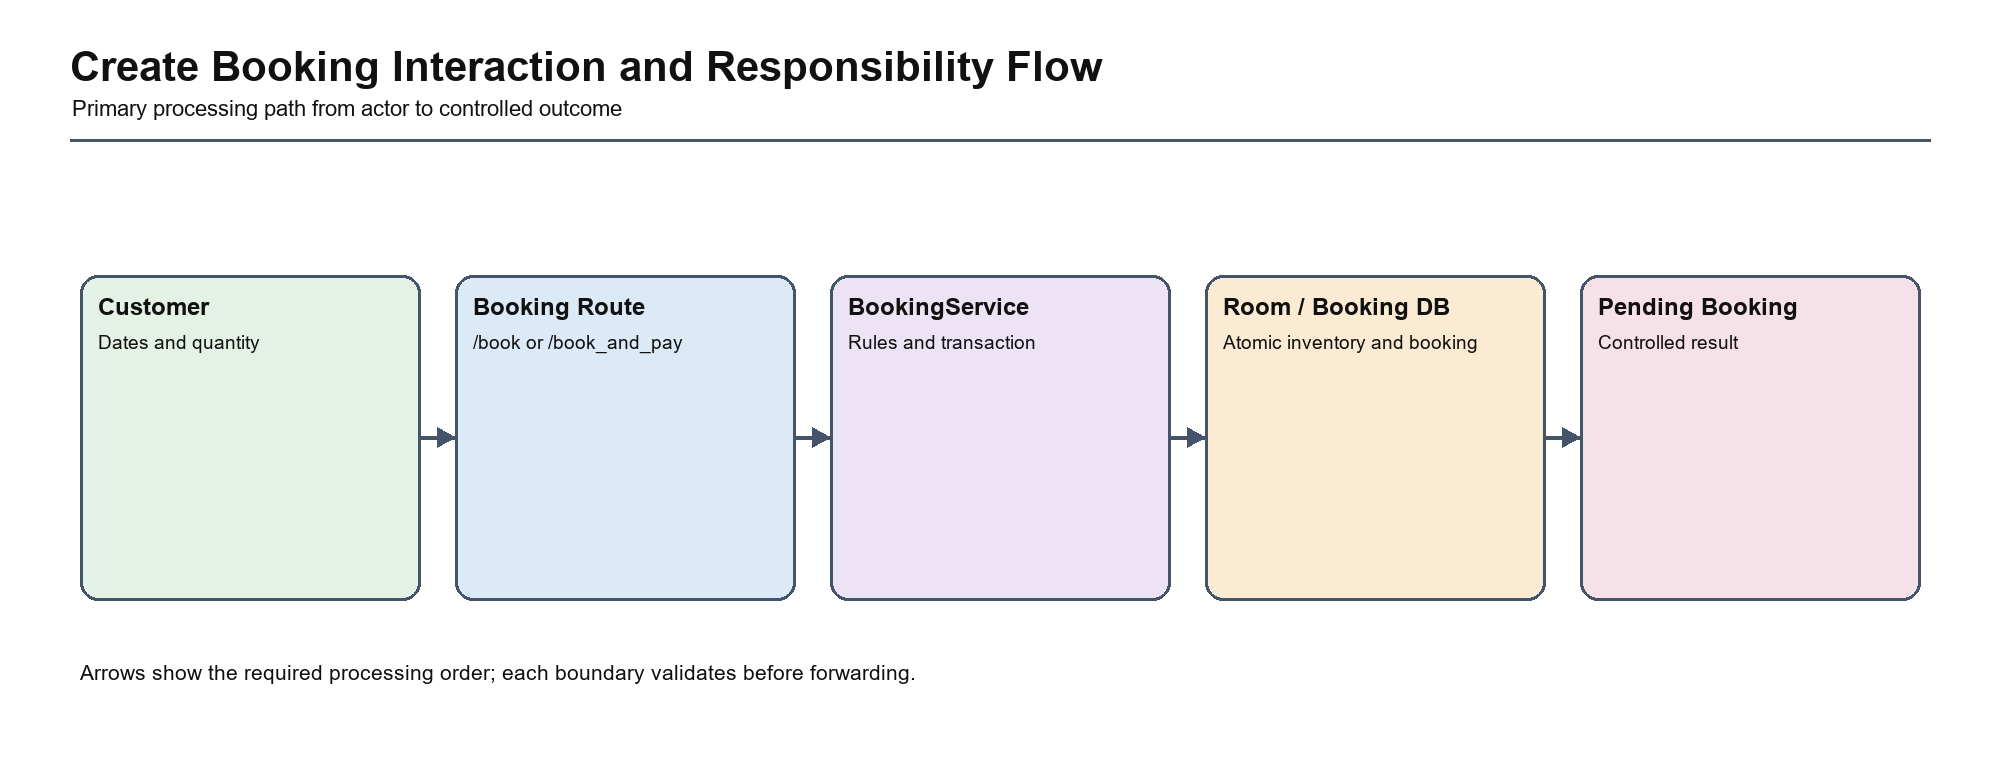 Create Booking Interaction and Responsibility Flow
Primary processing path from actor to controlled outcome
Customer
Dates and quantity
Booking Route
/book or /book_and_pay
BookingService
Rules and transaction
Room / Booking DB
Atomic inventory and booking
Pending Booking
Controlled result
Arrows show the required processing order; each boundary validates before forwarding.